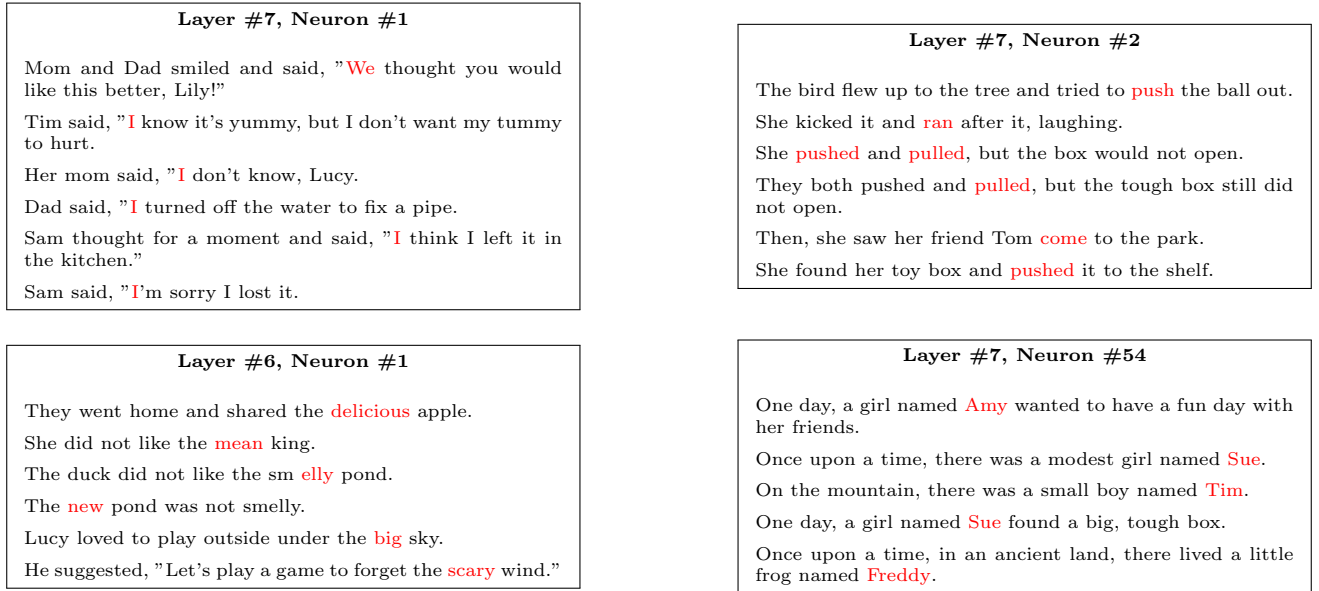 Layer #7, Neuron #1
Mom and Dad smiled and said, ”We thought you would
like this better, Lily!”
Tim said, ”I know it's yummy, but I don't want my tummy
to hurt.
Her mom said, ”I don't know, Lucy.
Dad said, ”I turned off the water to fix a pipe.
Sam thought for a moment and said, ”I think I left it in
the kitchen.”
Sam said, ”I'm sorry I lost it.
Layer #7, Neuron #2
The bird flew up to the tree and tried to push the ball out.
She kicked it and ran after it, laughing.
She pushed and pulled, but the box would not open.
They both pushed and pulled, but the tough box still did
not open.
Then, she saw her friend Tom come to the park.
She found her toy box and pushed it to the shelf.
Layer #6, Neuron #1
They went home and shared the delicious apple.
She did not like the mean king.
The duck did not like the sm elly pond.
The new pond was not smelly.
Lucy loved to play outside under the big sky.
He suggested, ”Let's play a game to forget the scary wind.”
Layer #7, Neuron #54
One day, a girl named Amy wanted to have a fun day with
her friends.
Once upon a time, there was a modest girl named Sue.
On the mountain, there was a small boy named Tim.
One day, a girl named Sue found a big, tough box.
Once upon a time, in an ancient land, there lived a little
frog named Freddy.